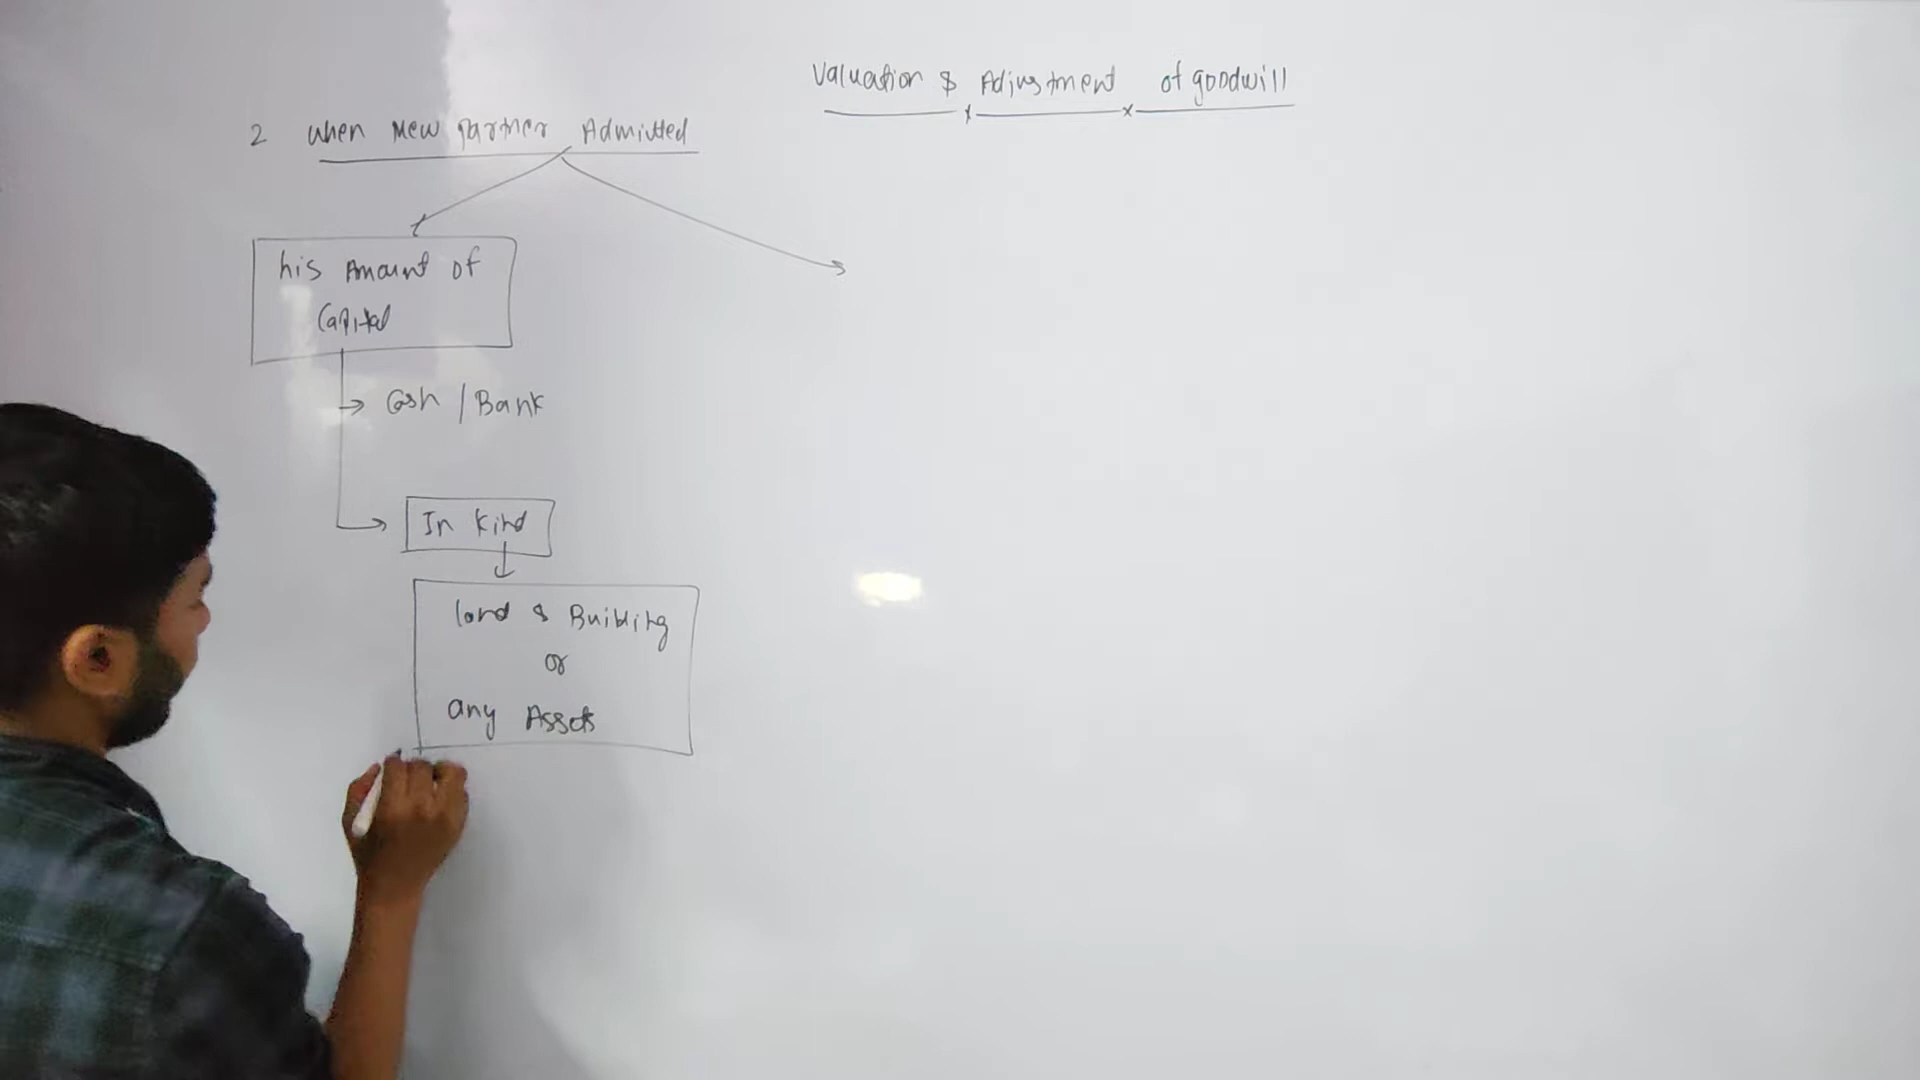 Valuation & Adjustment of goodwill
2 When New Partner Admitted
his Amount of
Capital
Cash / Bank
In Kind
land & Building
or
any Assets